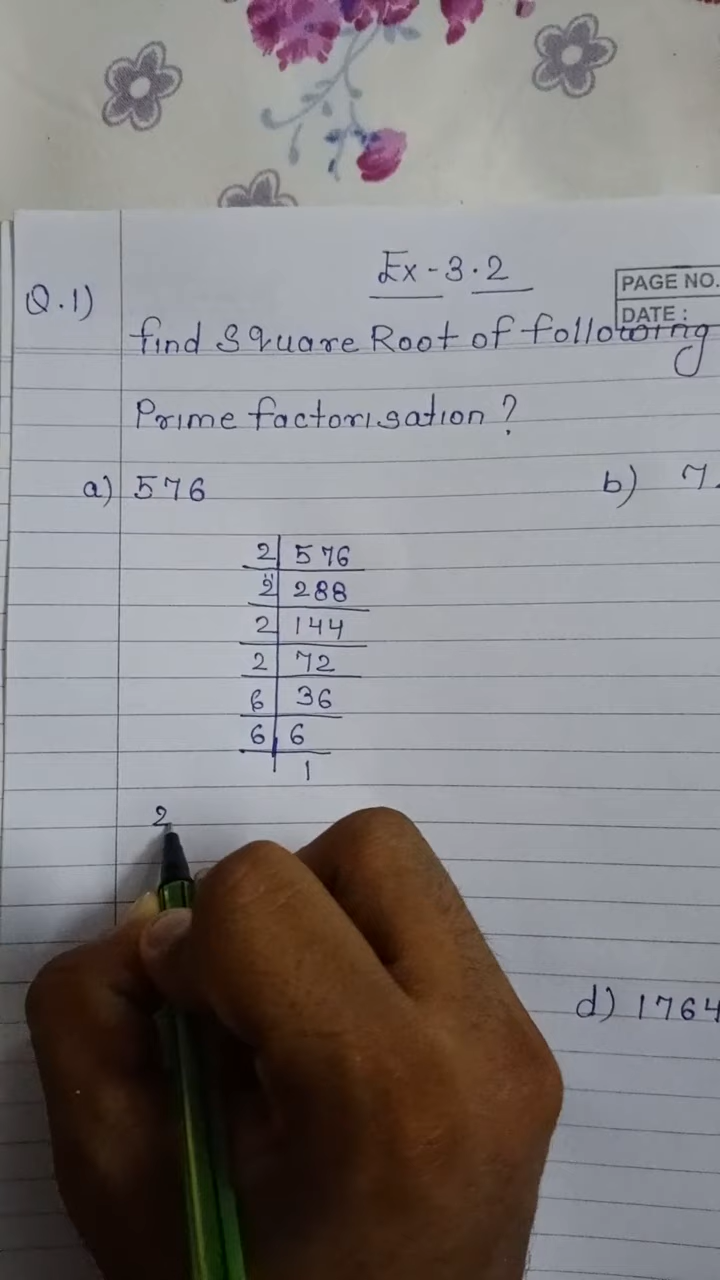 Ex-3.2
PAGE NO.
DATE :
Q.1)
find Square Root of following
Prime factorisation ?
a) 576
b) 7
2 | 576
2 | 288
2 | 144
2 | 72
6 | 36
6 | 6
1
2
d) 1764